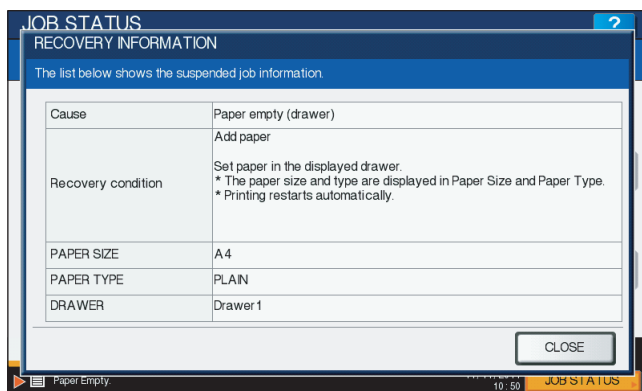 JOB STATUS
?
RECOVERY INFORMATION
The list below shows the suspended job information.
Cause
Paper empty (drawer)
Recovery condition
Add paper
Set paper in the displayed drawer.
* The paper size and type are displayed in Paper Size and Paper Type.
* Printing restarts automatically.
PAPER SIZE
A4
PAPER TYPE
PLAIN
DRAWER
Drawer1
CLOSE
Paper Empty.
10 : 50
JOB STATUS